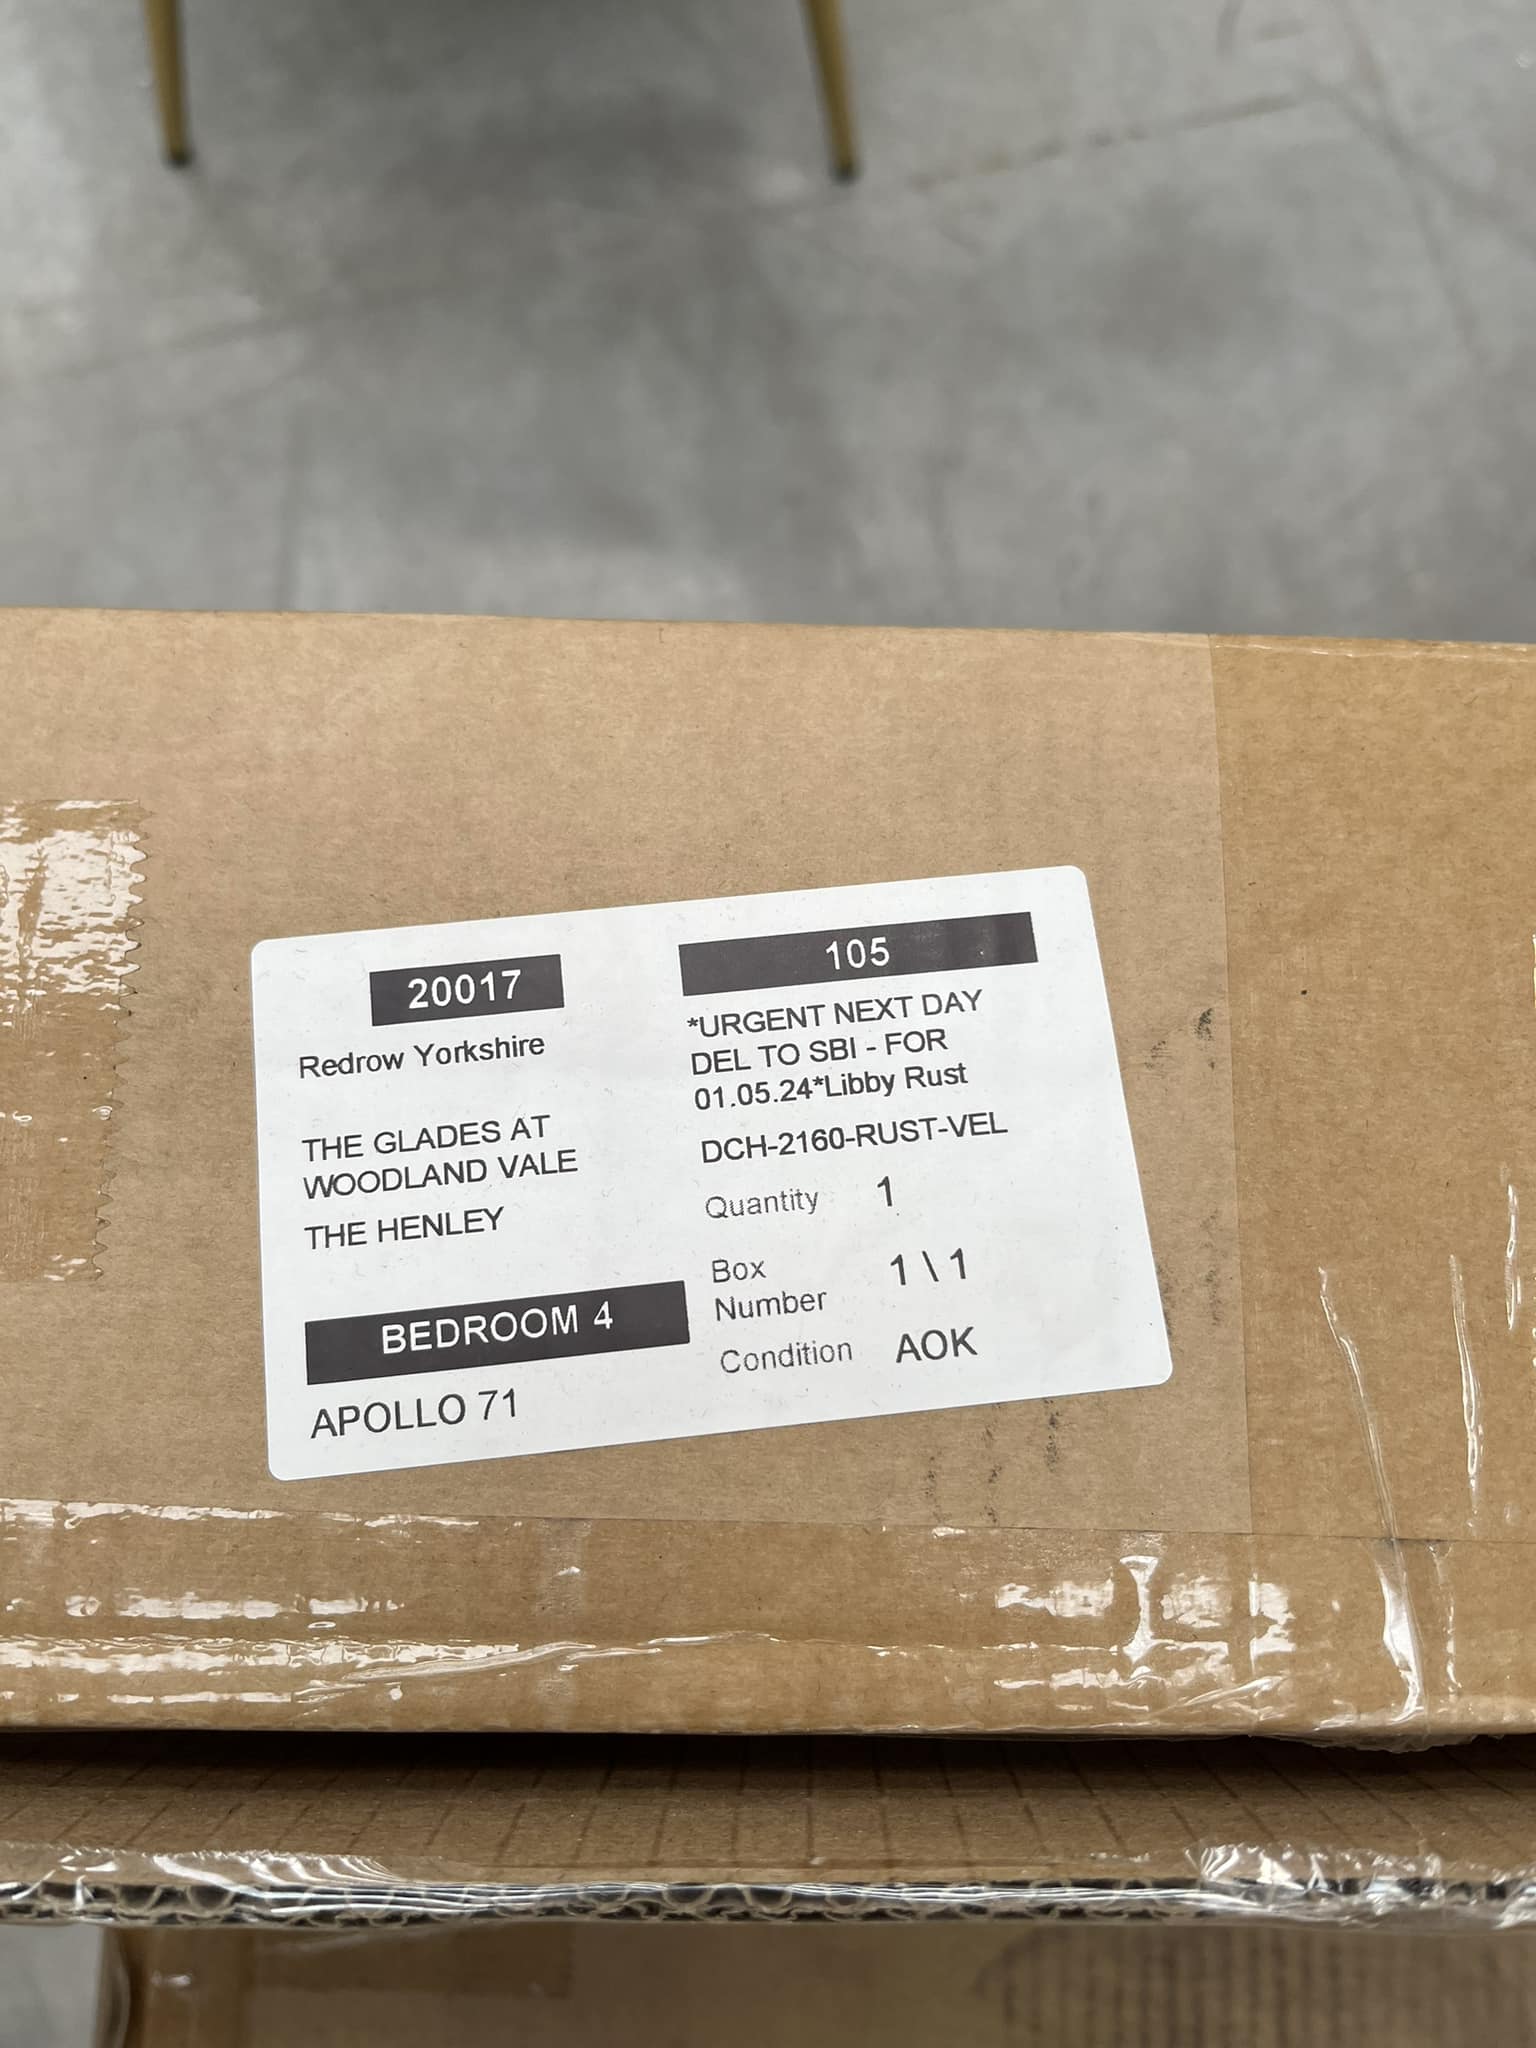 20017
Redrow Yorkshire
THE GLADES AT
WOODLAND VALE
THE HENLEY
BEDROOM 4
APOLLO 71
105
*URGENT NEXT DAY
DEL TO SBI - FOR
01.05.24*Libby Rust
DCH-2160-RUST-VEL
Quantity 1
Box
Number 1 \ 1
Condition AOK